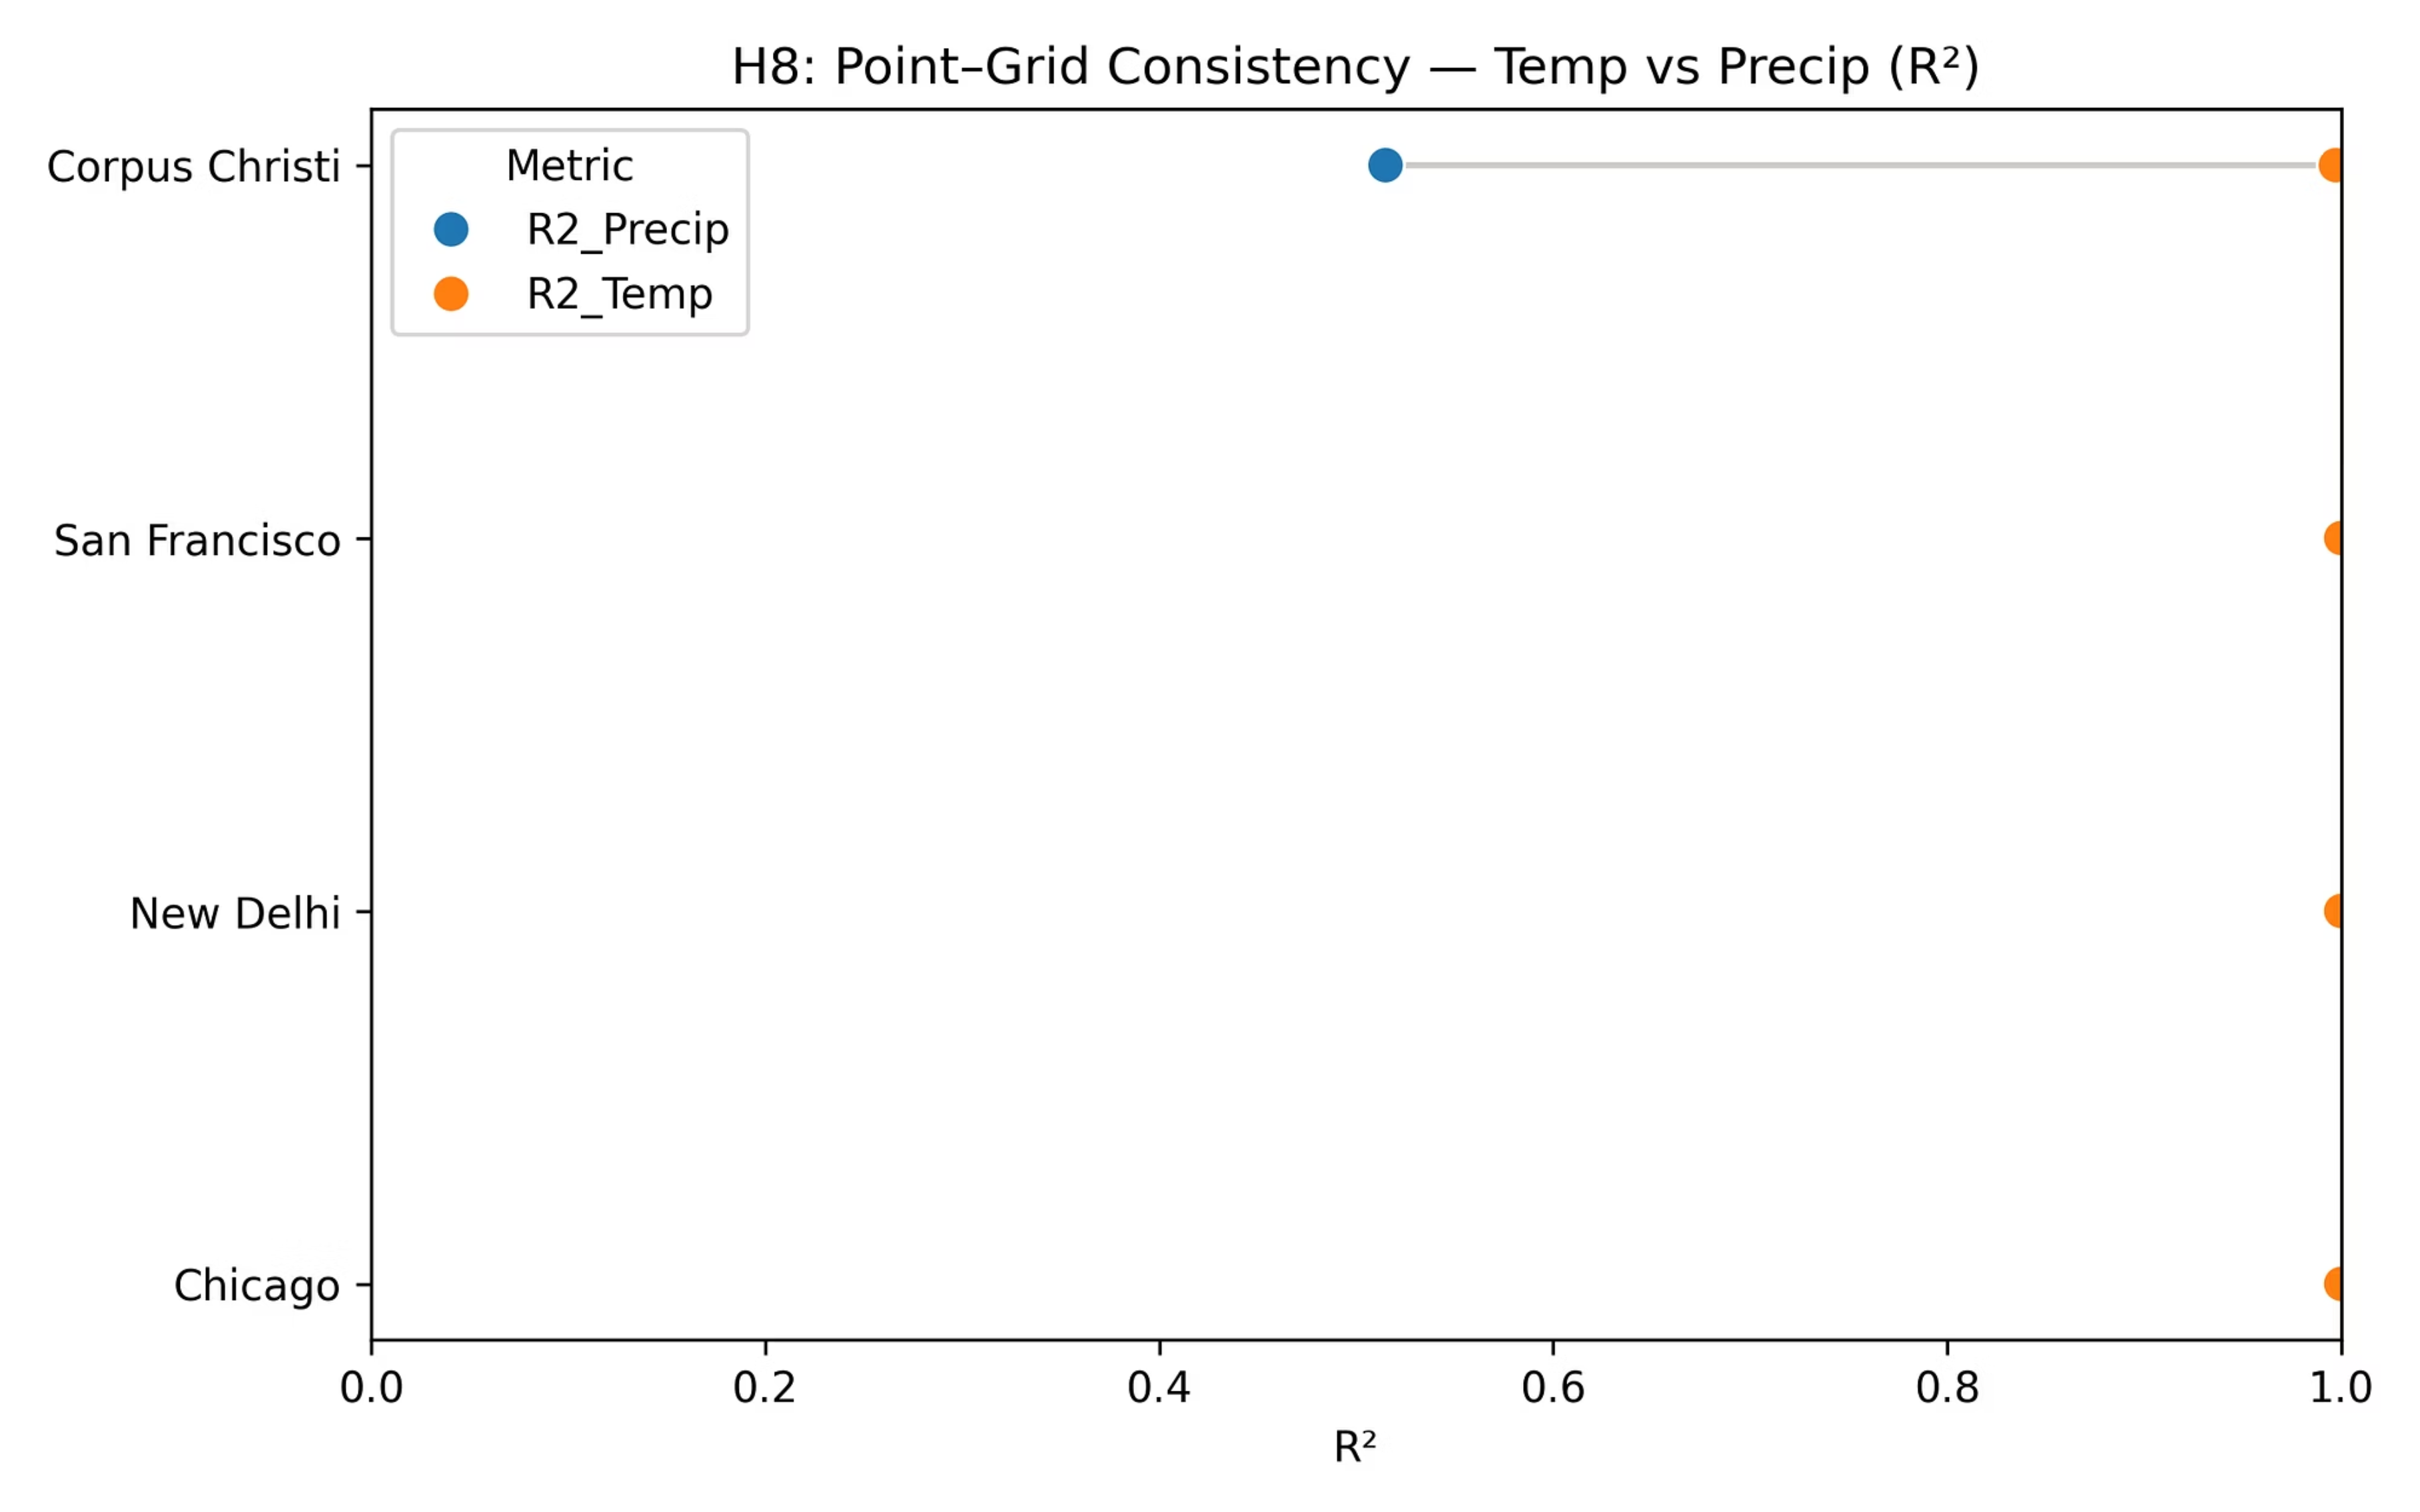 H8: Point–Grid Consistency — Temp vs Precip (R²)
Corpus Christi
Metric
R2_Precip
R2_Temp
San Francisco
New Delhi
Chicago
0.0 0.2 0.4 0.6 0.8 1.0
R²